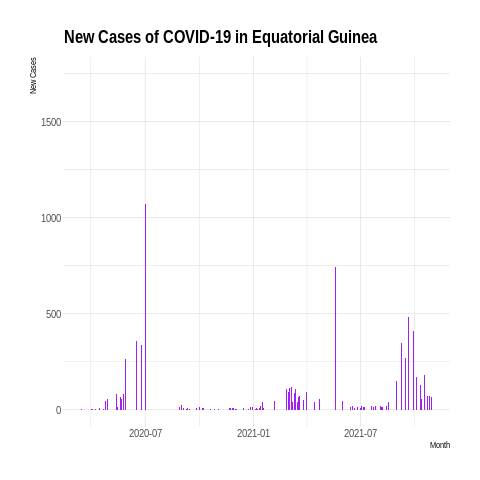 New Cases of COVID-19 in Equatorial Guinea
New Cases
1500
1000
500
0
2020-07
2021-01
2021-07
Month